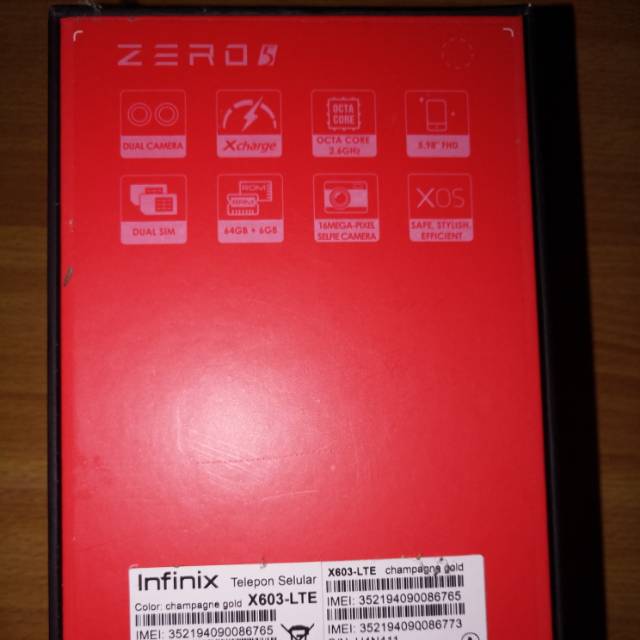 ZERO 5
DUAL CAMERA
Xcharge
OCTA
CORE
OCTA CORE
2.6GHz
5.98" FHD
DUAL SIM
ROM
RAM
64GB + 6GB
16MEGA-PIXEL
SELFIE CAMERA
XOS
SAFE, STYLISH,
EFFICIENT
Infinix Telepon Selular
Color: champagne gold X603-LTE
IMEI: 352194090086765
X603-LTE champagne gold
IMEI: 352194090086765
IMEI: 352194090086773